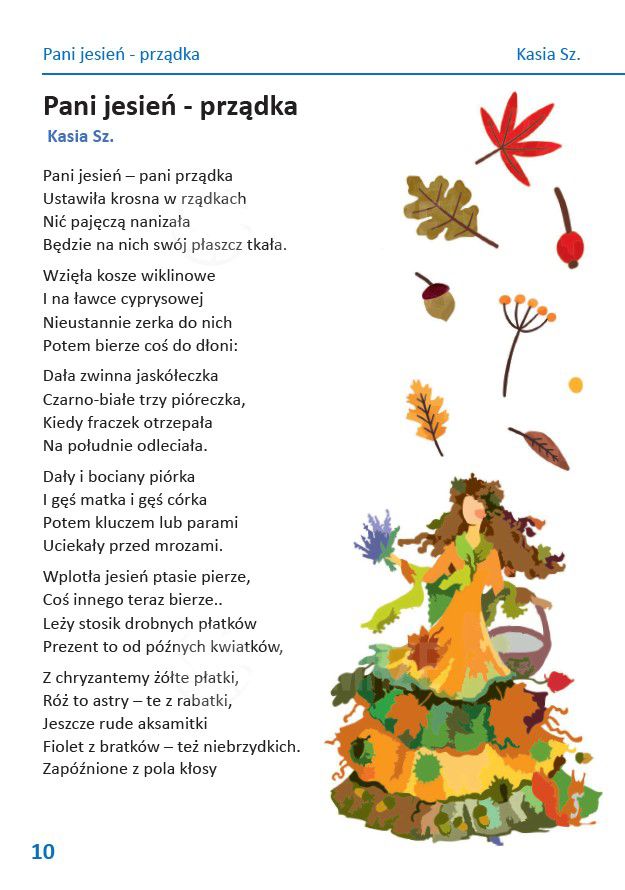 Pani jesień - prządka Kasia Sz.
Pani jesień - prządka
Kasia Sz.
Pani jesień – pani prządka
Ustawiła krosna w rządkach
Nić pajęczą nanizała
Będzie na nich swój płaszcz tkała.
Wzięła kosze wiklinowe
I na ławce cyprysowej
Nieustannie zerka do nich
Potem bierze coś do dłoni:
Dała zwinna jaskółeczka
Czarno-białe trzy pióreczka,
Kiedy fraczek otrzepała
Na południe odleciała.
Dały i bociany piórka
I gęś matka i gęś córka
Potem kluczem lub parami
Uciekały przed mrozami.
Wplotła jesień ptasie pierze,
Coś innego teraz bierze..
Leży stosik drobnych płatków
Prezent to od późnych kwiatków,
Z chryzantemy żółte płatki,
Róż to astry – te z rabatki,
Jeszcze rude aksamitki
Fiolet z bratków – też niebrzydkich.
Zapóźnione z pola kłosy
10